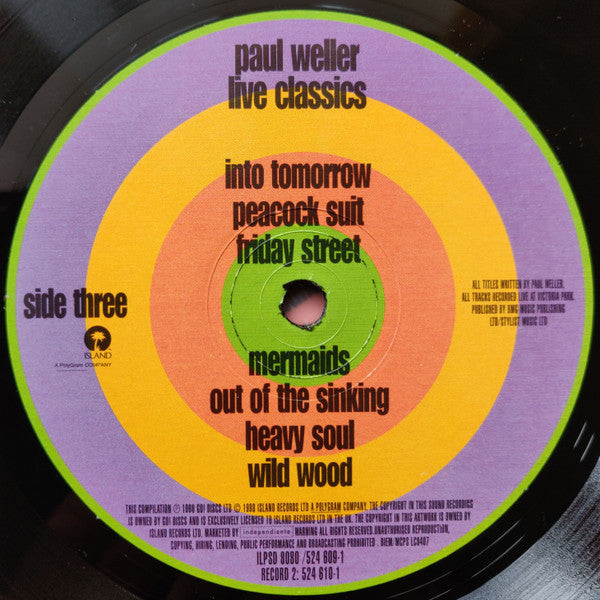 paul weller
live classics
into tomorrow
peacock suit
friday street
side three
ISLAND
A PolyGram COMPANY
ALL TITLES WRITTEN BY PAUL WELLER.
ALL TRACKS RECORDED LIVE AT VICTORIA PARK.
PUBLISHED BY BMG MUSIC PUBLISHING
LTD/STYLIST MUSIC LTD
mermaids
out of the sinking
heavy soul
wild wood
THIS COMPILATION ℗ 1998 GO! DISCS LTD © 1998 ISLAND RECORDS LTD A POLYGRAM COMPANY. THE COPYRIGHT IN THIS SOUND RECORDIGS
IS OWNED BY GO! DISCS AND IS EXCLUSIVELY LICENSED TO ISLAND RECORDS LTD IN THE UK. THE COPYRIGHT IN THIS ARTWORK IS OWNED BY
ISLAND RECORDS LTD. MARKETED BY independiente WARNING ALL RIGHTS RESERVED.UNAUTHORISED REPRODUCTION,
COPYING, HIRING, LENDING, PUBLIC PERFORMANCE AND BROADCASTING PROHIBITED . BIEM/MCPS LC0407
ILPSD 8080 /524 609-1
RECORD 2: 524 610-1